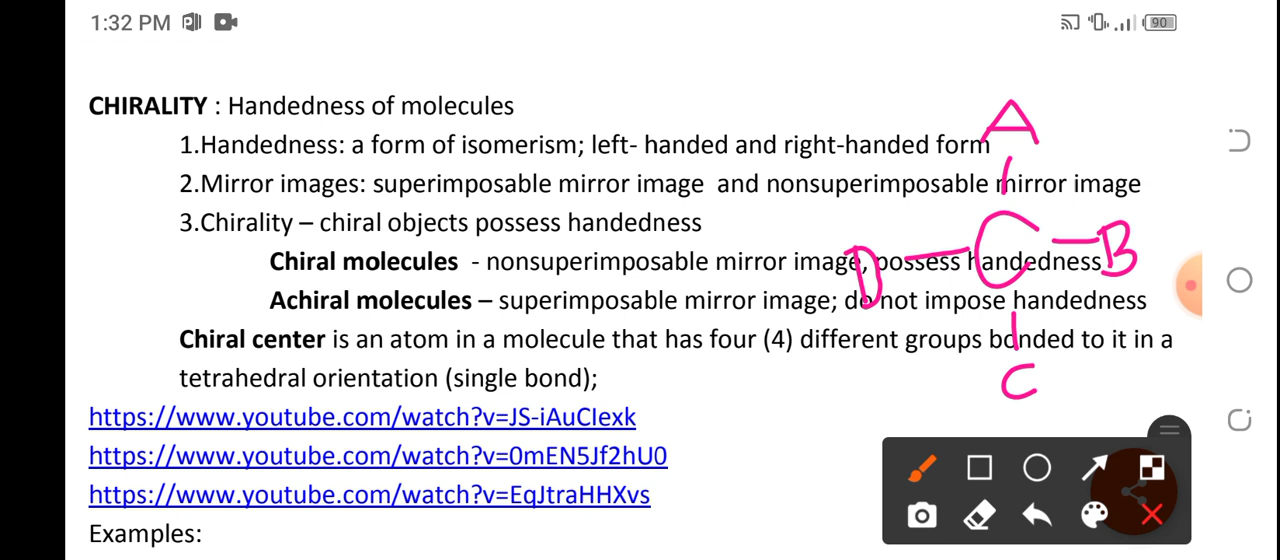 1:32 PM
90
CHIRALITY : Handedness of molecules
1.Handedness: a form of isomerism; left- handed and right-handed form
2.Mirror images: superimposable mirror image and nonsuperimposable mirror image
3.Chirality – chiral objects possess handedness
Chiral molecules - nonsuperimposable mirror image, possess handedness
Achiral molecules – superimposable mirror image; do not impose handedness
Chiral center is an atom in a molecule that has four (4) different groups bonded to it in a
tetrahedral orientation (single bond);
https://www.youtube.com/watch?v=JS-iAuCIexk
https://www.youtube.com/watch?v=0mEN5Jf2hU0
https://www.youtube.com/watch?v=EqJtraHHXvs
Examples:
A
D – C – B
C